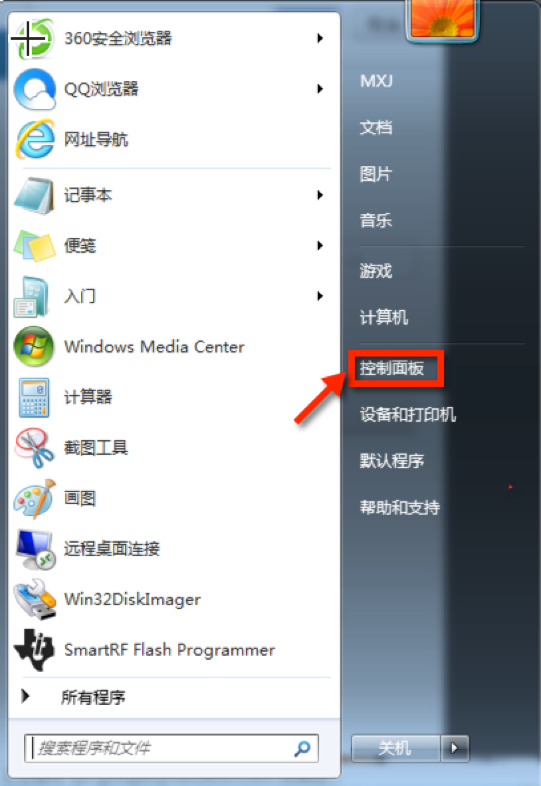 360安全浏览器
QQ浏览器
网址导航
记事本
便笺
入门
Windows Media Center
计算器
截图工具
画图
远程桌面连接
Win32DiskImager
SmartRF Flash Programmer
所有程序
搜索程序和文件
MXJ
文档
图片
音乐
游戏
计算机
控制面板
设备和打印机
默认程序
帮助和支持
关机